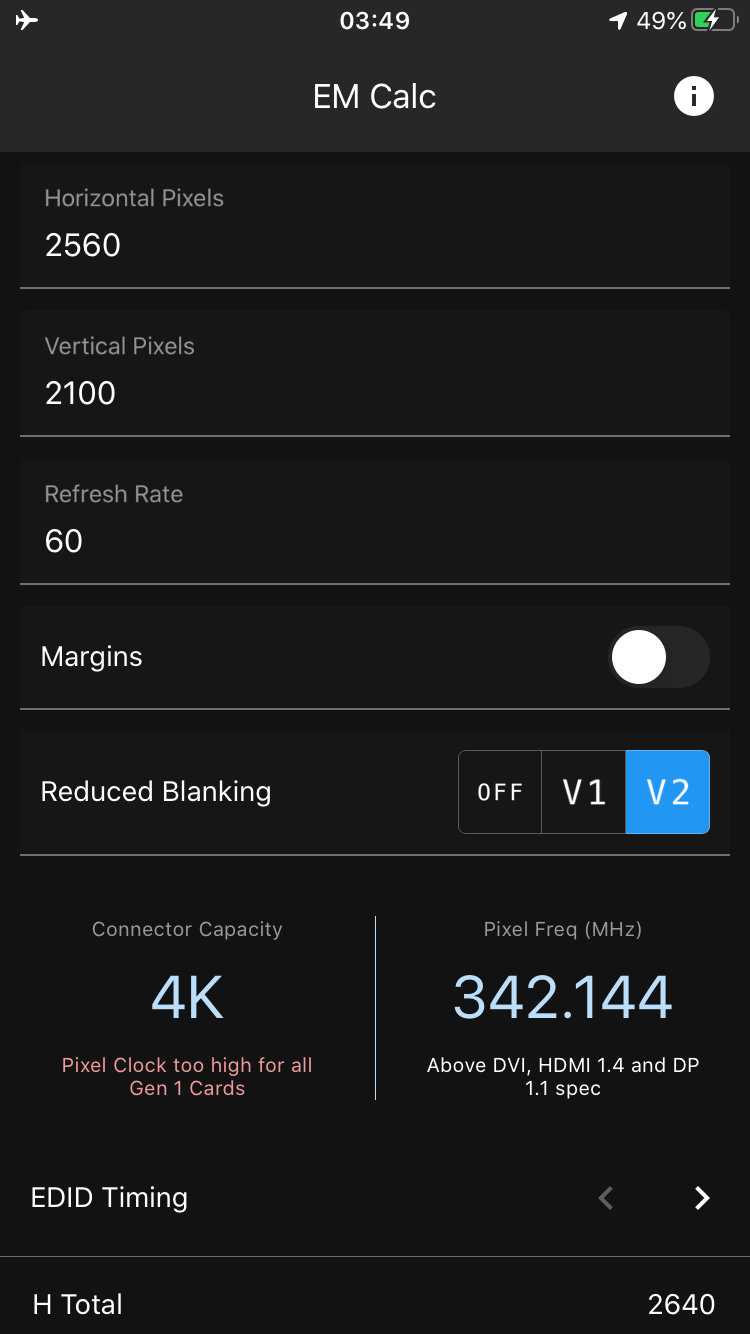 03:49
49%
EM Calc
Horizontal Pixels
2560
Vertical Pixels
2100
Refresh Rate
60
Margins
Reduced Blanking
OFF V1 V2
Connector Capacity
4K
Pixel Clock too high for all
Gen 1 Cards
Pixel Freq (MHz)
342.144
Above DVI, HDMI 1.4 and DP
1.1 spec
EDID Timing
H Total 2640